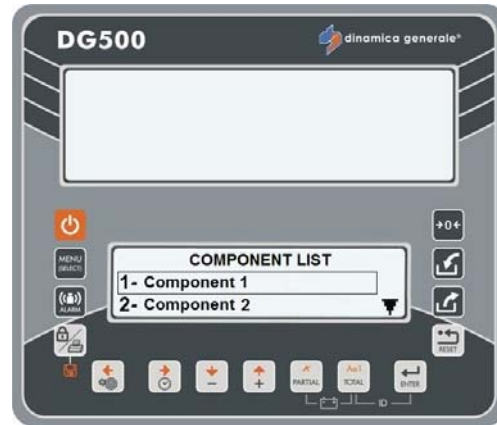 DG500
dinamica generale®
→0←
MENU
(SELECT)
COMPONENT LIST
1- Component 1
2- Component 2
ALARM
RESET
−
+
PARTIAL
Aa1
TOTAL
ENTER
ID